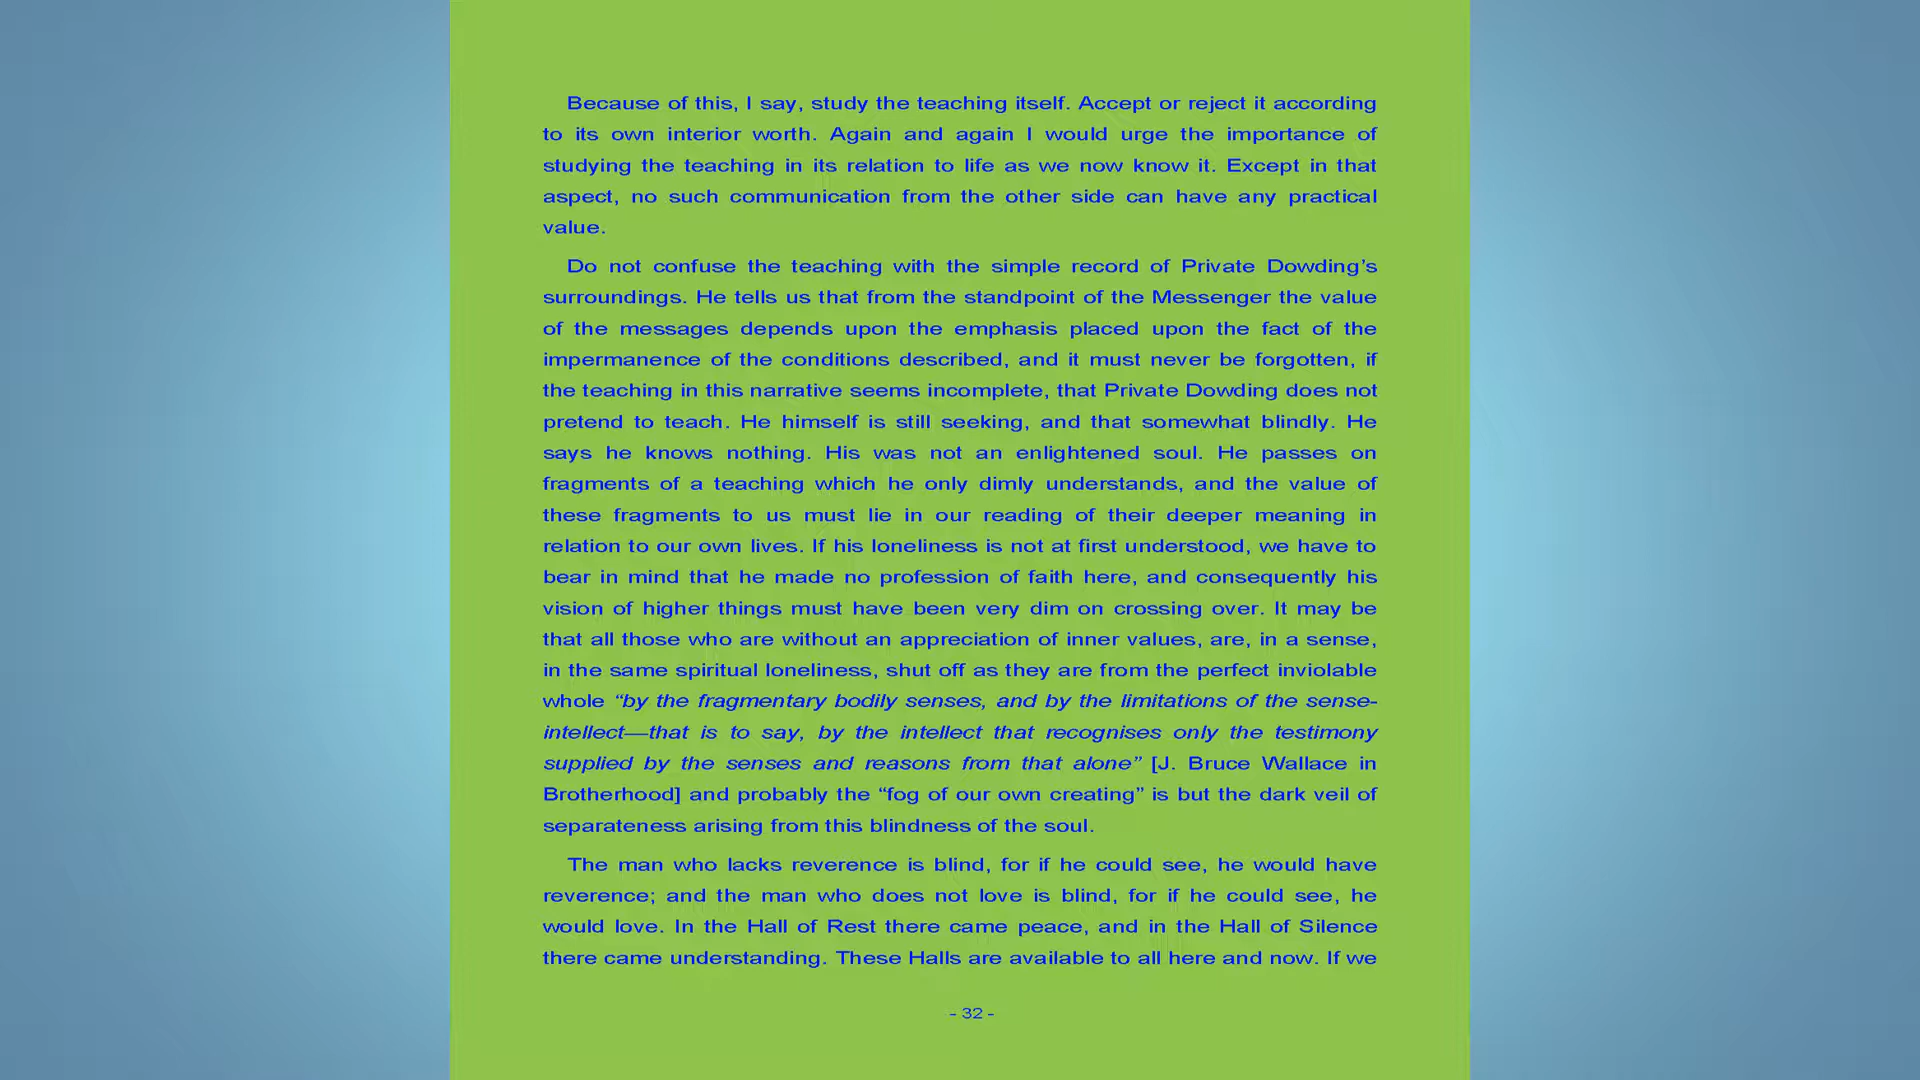 Because of this, I say, study the teaching itself. Accept or reject it according
to its own interior worth. Again and again I would urge the importance of
studying the teaching in its relation to life as we now know it. Except in that
aspect, no such communication from the other side can have any practical
value.
Do not confuse the teaching with the simple record of Private Dowding’s
surroundings. He tells us that from the standpoint of the Messenger the value
of the messages depends upon the emphasis placed upon the fact of the
impermanence of the conditions described, and it must never be forgotten, if
the teaching in this narrative seems incomplete, that Private Dowding does not
pretend to teach. He himself is still seeking, and that somewhat blindly. He
says he knows nothing. His was not an enlightened soul. He passes on
fragments of a teaching which he only dimly understands, and the value of
these fragments to us must lie in our reading of their deeper meaning in
relation to our own lives. If his loneliness is not at first understood, we have to
bear in mind that he made no profession of faith here, and consequently his
vision of higher things must have been very dim on crossing over. It may be
that all those who are without an appreciation of inner values, are, in a sense,
in the same spiritual loneliness, shut off as they are from the perfect inviolable
whole “by the fragmentary bodily senses, and by the limitations of the sense-
intellect—that is to say, by the intellect that recognises only the testimony
supplied by the senses and reasons from that alone” [J. Bruce Wallace in
Brotherhood] and probably the “fog of our own creating” is but the dark veil of
separateness arising from this blindness of the soul.
The man who lacks reverence is blind, for if he could see, he would have
reverence; and the man who does not love is blind, for if he could see, he
would love. In the Hall of Rest there came peace, and in the Hall of Silence
there came understanding. These Halls are available to all here and now. If we
- 32 -